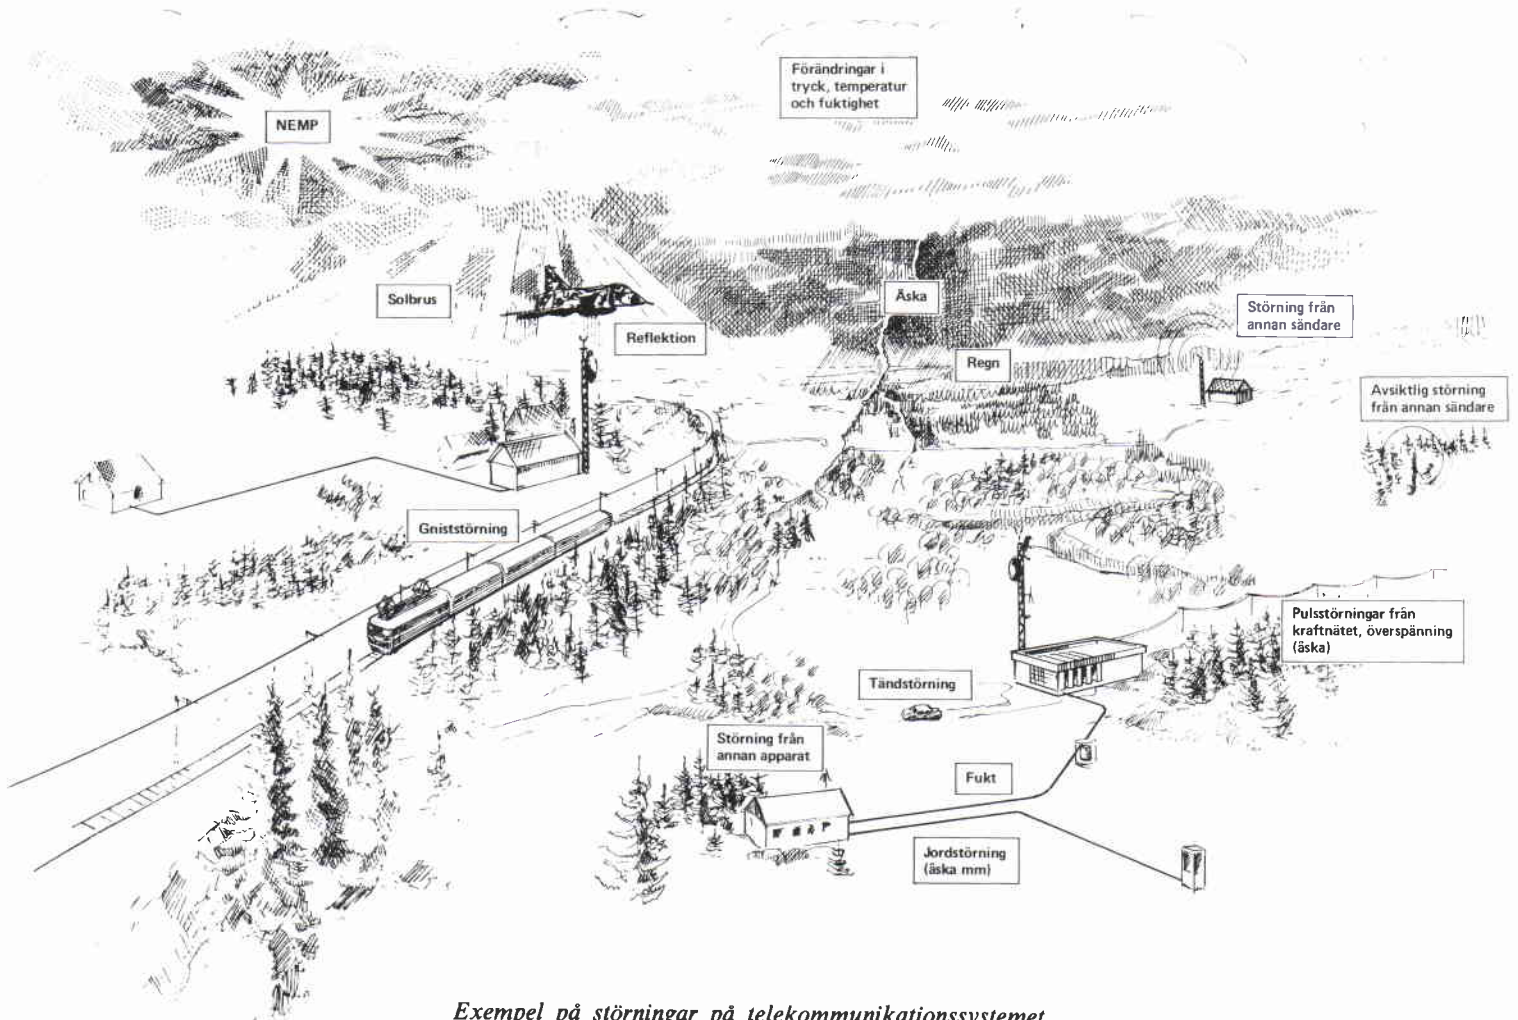 NEMP
Förändringar i
tryck, temperatur
och fuktighet
Solbrus
Reflektion
Åska
Störning från
annan sändare
Regn
Avsiktlig störning
från annan sändare
Gniststörning
Pulsstörningar från
kraftnätet, överspänning
(åska)
Tändstörning
Störning från
annan apparat
Fukt
Jordstörning
(åska mm)
Exempel på störningar på telekommunikationssystemet